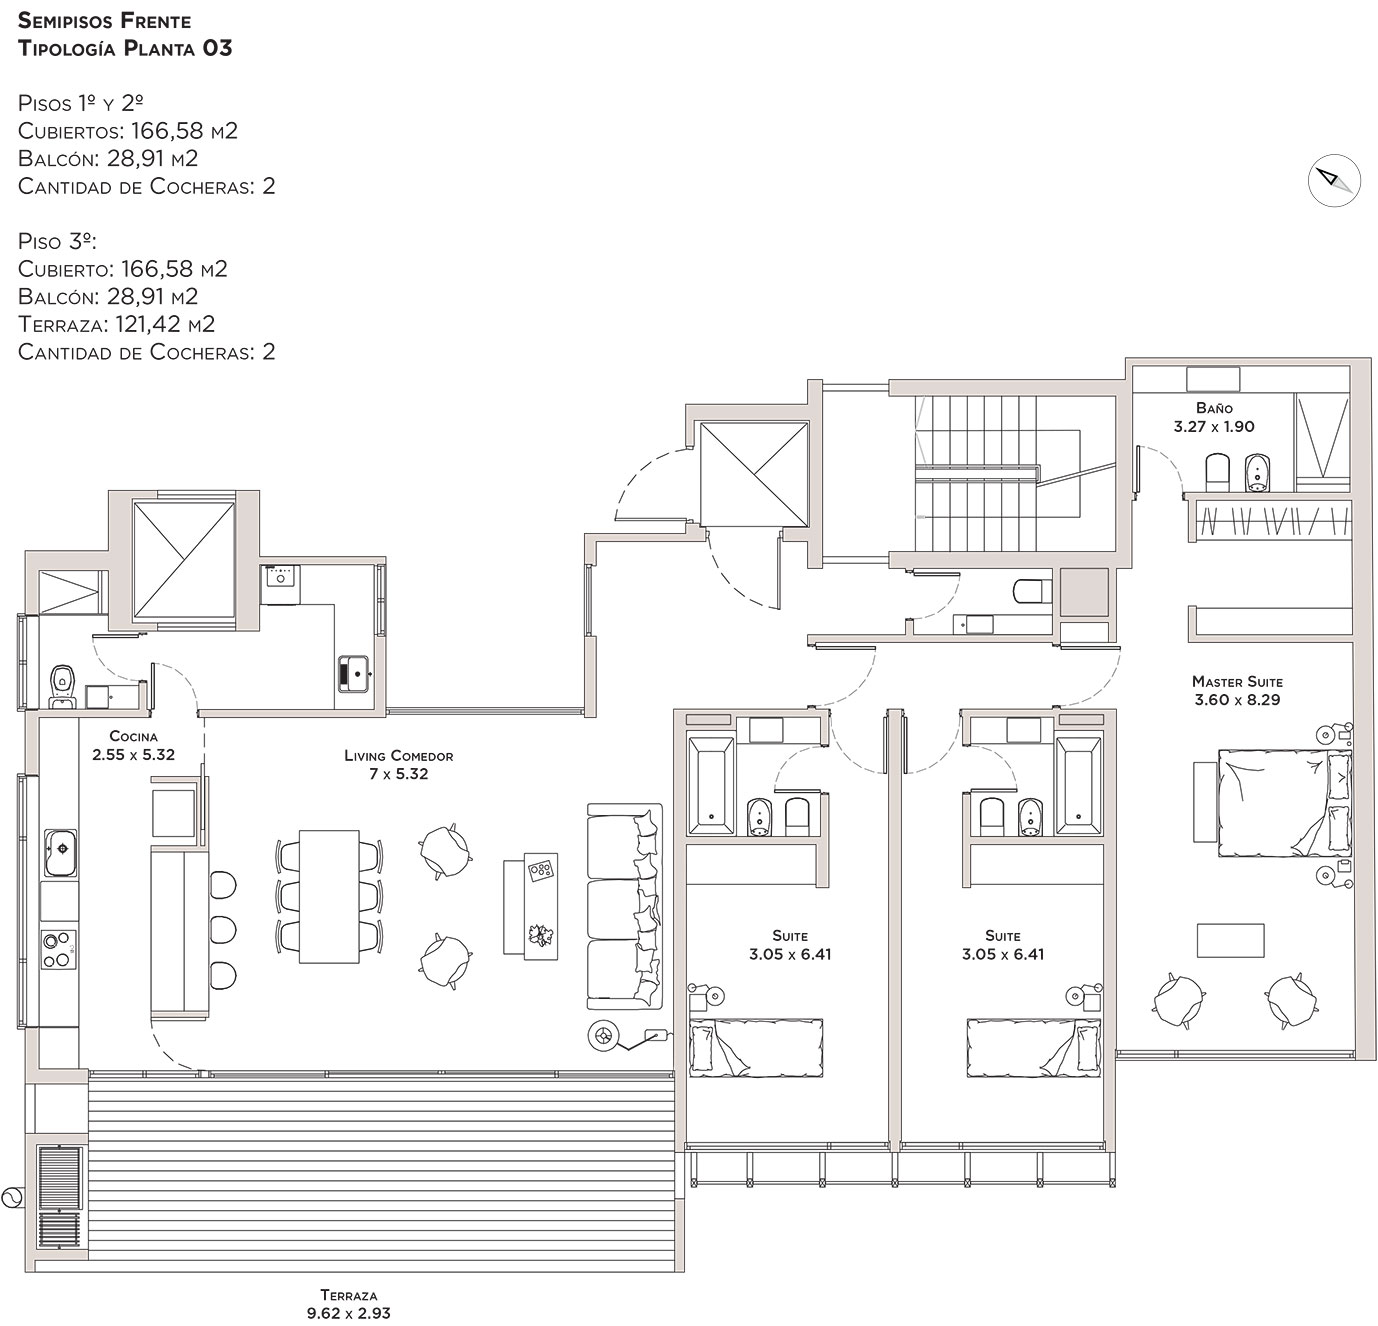 Semipisos Frente
Tipología Planta 03
Pisos 1º y 2º
Cubiertos: 166,58 m2
Balcón: 28,91 m2
Cantidad de Cocheras: 2
Piso 3º:
Cubierto: 166,58 m2
Balcón: 28,91 m2
Terraza: 121,42 m2
Cantidad de Cocheras: 2
Baño
3.27 x 1.90
Master Suite
3.60 x 8.29
Cocina
2.55 x 5.32
Living Comedor
7 x 5.32
Suite
3.05 x 6.41
Suite
3.05 x 6.41
Terraza
9.62 x 2.93